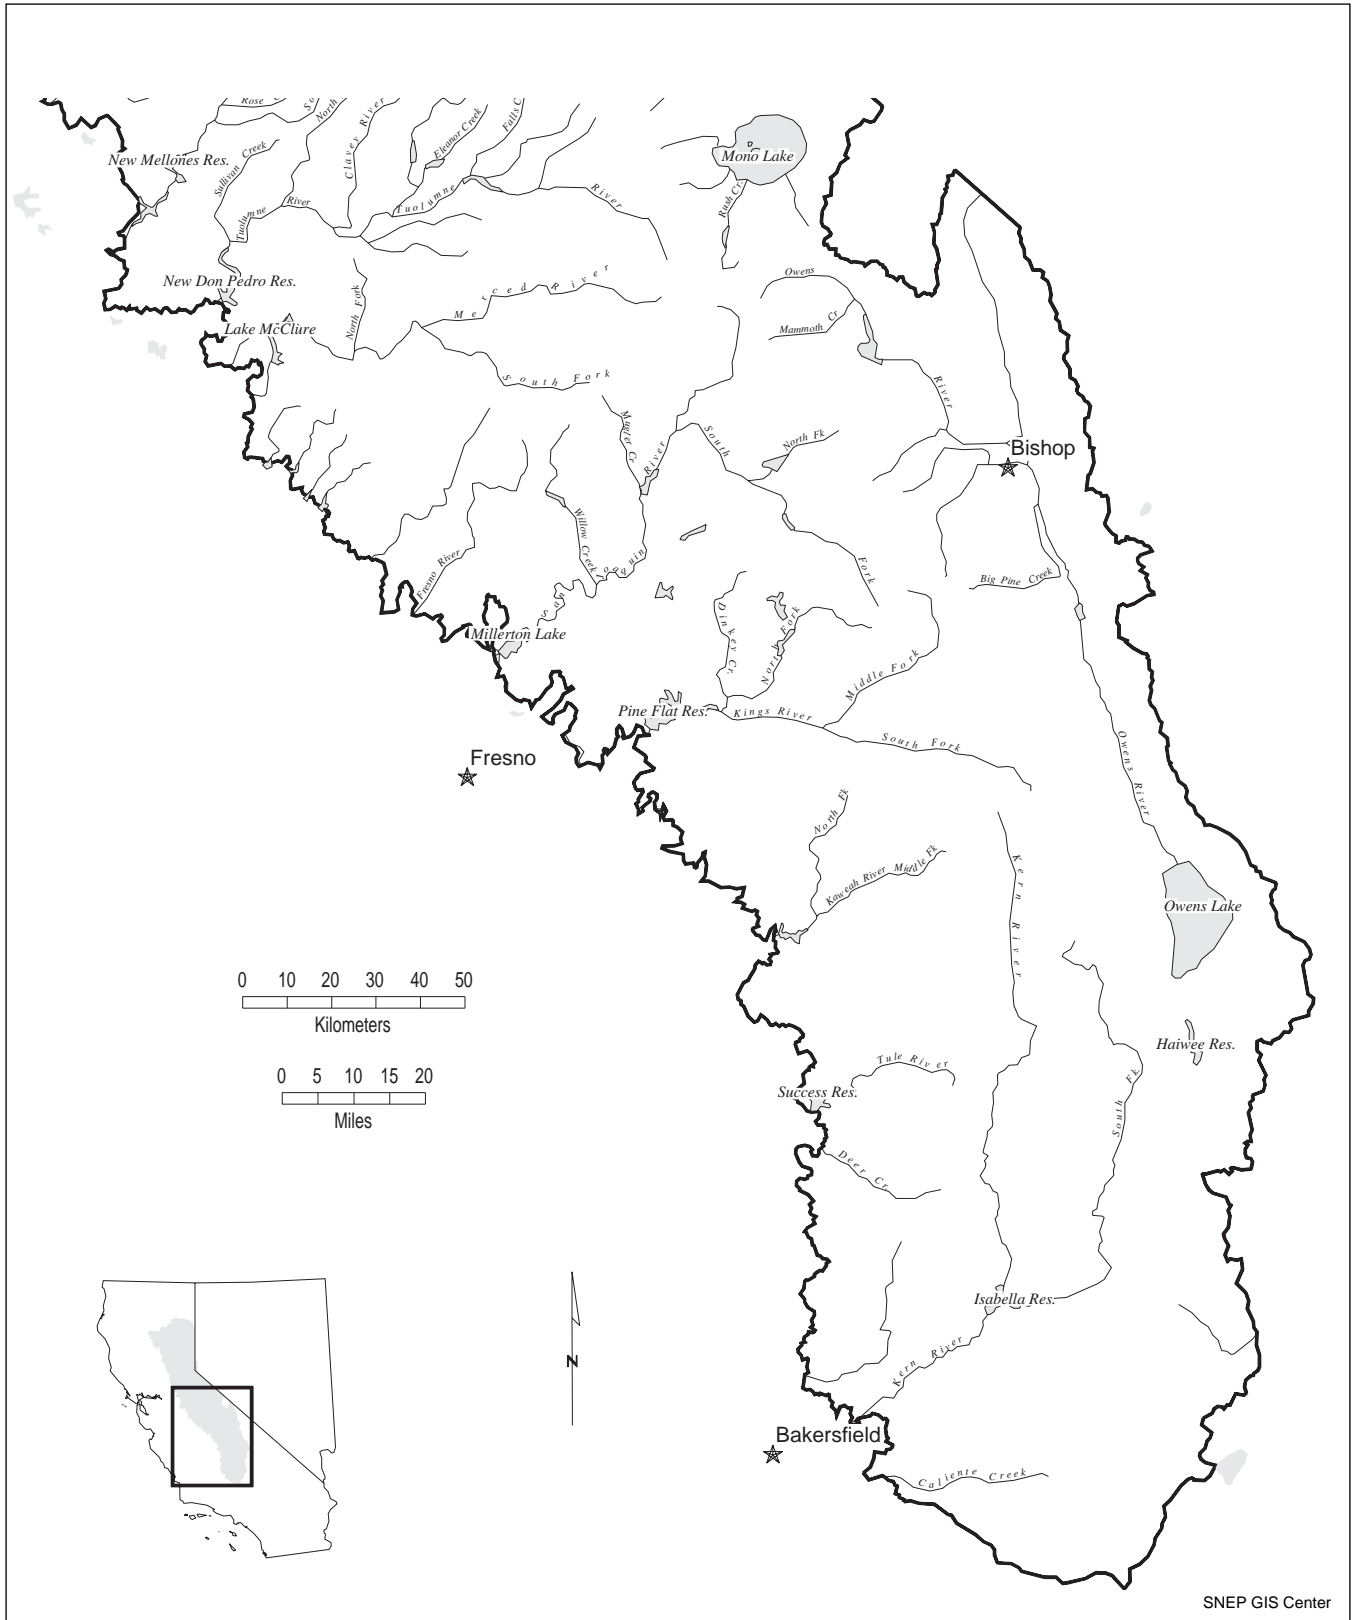 Rose
North
Clavey River
Eleanor Creek
Falls C
New Mellones Res.
Sullivan Creek
Mono Lake
Tuolumne
River
Tuolumne
River
Rush Cr.
New Don Pedro Res.
Owens
Merced River
North Fork
Lake McClure
Mammoth Cr
South Fork
River
Mugler Cr
River
South
North Fk
Bishop
Willow Creek
Joaquin
Fresno River
Fork
Big Pine Creek
San
Dinkey Cr.
North Fork
Millerton Lake
Middle Fork
Pine Flat Res.
Kings River
South Fork
Owens River
Fresno
North Fk
Kaweah River Middle Fk
Kern River
Owens Lake
0 10 20 30 40 50
Kilometers
Haiwee Res.
Tule River
South Fk.
0 5 10 15 20
Miles
Success Res.
Deer Cr.
Isabella Res.
Kern River
N
Bakersfield
Caliente Creek
SNEP GIS Center